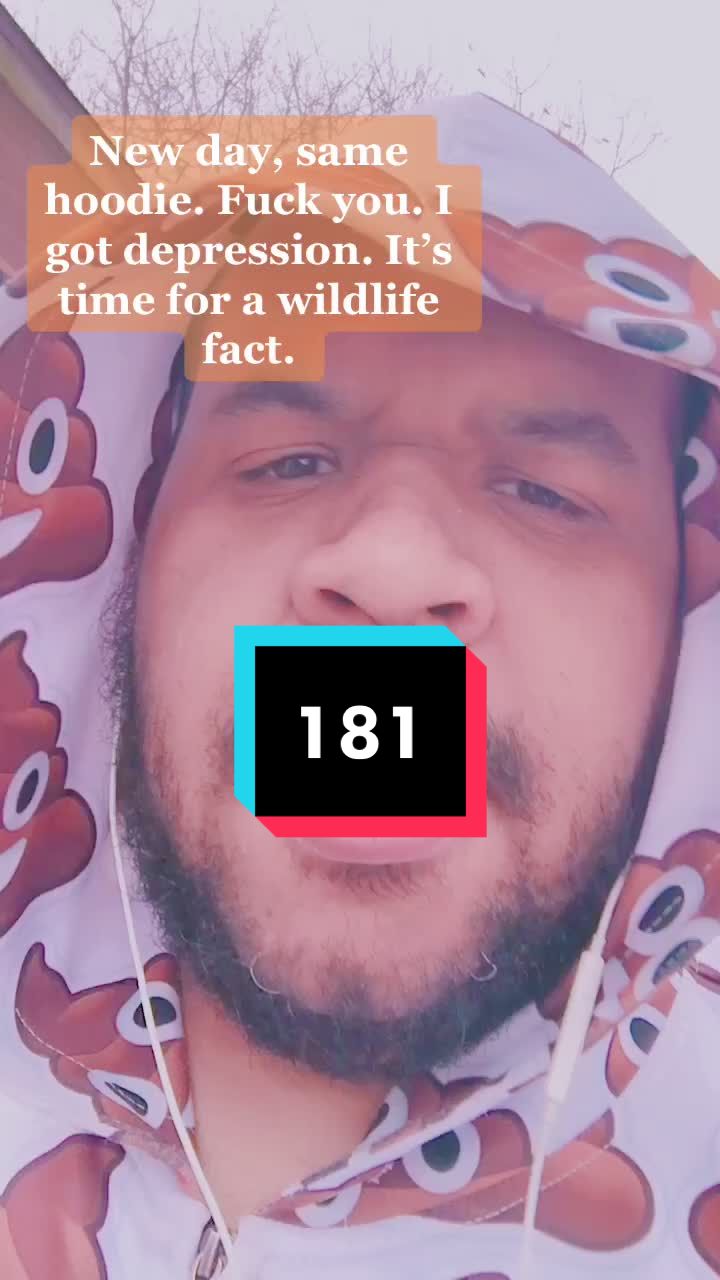 New day, same
hoodie. Fuck you. I
got depression. It’s
time for a wildlife
fact.
181